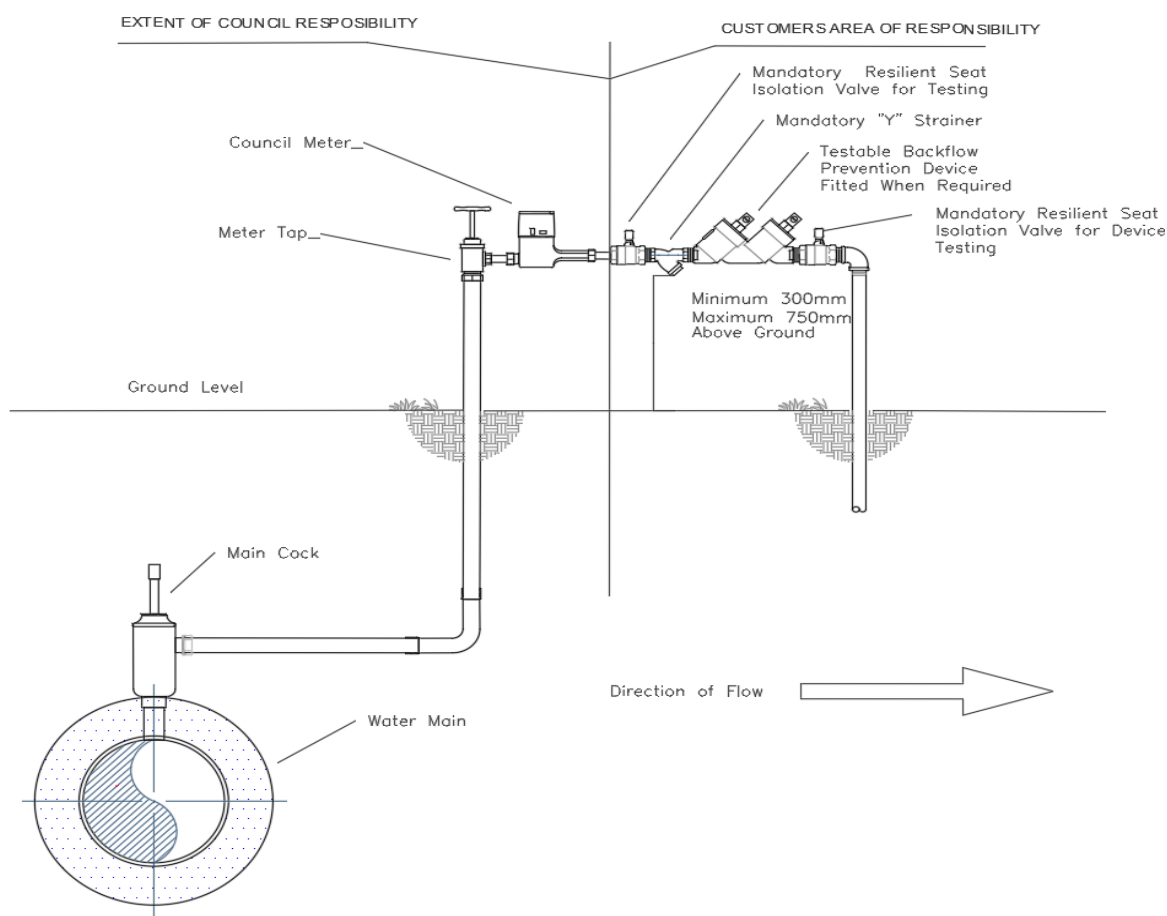 EXTENT OF COUNCIL RESPOSIBILITY
CUSTOMERS AREA OF RESPONSIBILITY
Mandatory Resilient Seat
Isolation Valve for Testing
Mandatory "Y" Strainer
Council Meter_
Testable Backflow
Prevention Device
Fitted When Required
Meter Tap_
Mandatory Resilient Seat
Isolation Valve for Device
Testing
Minimum 300mm
Maximum 750mm
Above Ground
Ground Level
Main Cock
Direction of Flow
Water Main